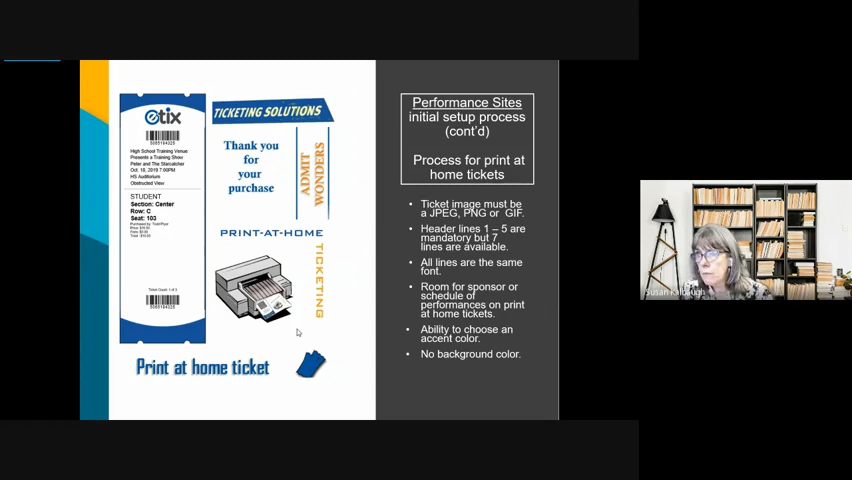 etix
5055184025
High School Training Venue
Presents a Training Show
Peter and The Starcatcher
Oct. 18, 2019 7:00PM
HS Auditorium
Obstructed View
STUDENT
Section: Center
Row: C
Seat: 103
Ticket Count: 1 of 3
5055184025
TICKETING SOLUTIONS
Thank you
for
your
purchase
ADMIT
WONDERS
PRINT-AT-HOME
TICKETING
Print at home ticket
Performance Sites
initial setup process
(cont'd)
Process for print at
home tickets
• Ticket image must be
a JPEG, PNG or GIF.
• Header lines 1 – 5 are
mandatory but 7
lines are available.
• All lines are the same
font.
• Room for sponsor or
schedule of
performances on print
at home tickets.
• Ability to choose an
accent color.
• No background color.
Susan